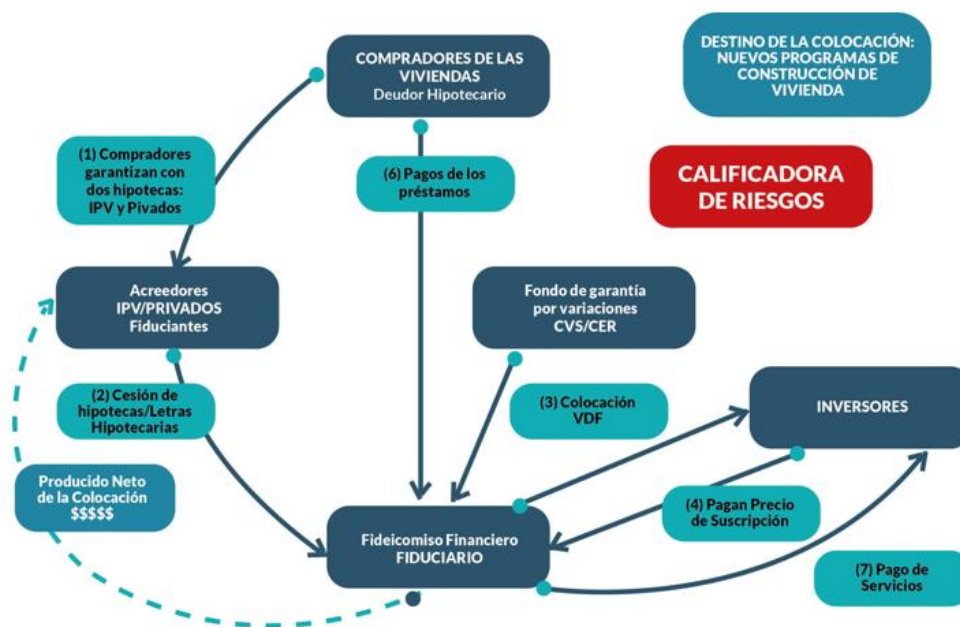 COMPRADORES DE LAS
VIVIENDAS
Deudor Hipotecario
DESTINO DE LA COLOCACIÓN:
NUEVOS PROGRAMAS DE
CONSTRUCCIÓN DE
VIVIENDA
(1) Compradores
garantizan con
dos hipotecas:
IPV y Pivados
(6) Pagos de los
préstamos
CALIFICADORA
DE RIESGOS
Acreedores
IPV/PRIVADOS
Fiduciantes
Fondo de garantía
por variaciones
CVS/CER
(2) Cesión de
hipotecas/Letras
Hipotecarias
(3) Colocación
VDF
INVERSORES
Producido Neto
de la Colocación
$$$$$
(4) Pagan Precio
de Suscripción
Fideicomiso Financiero
FIDUCIARIO
(7) Pago de
Servicios